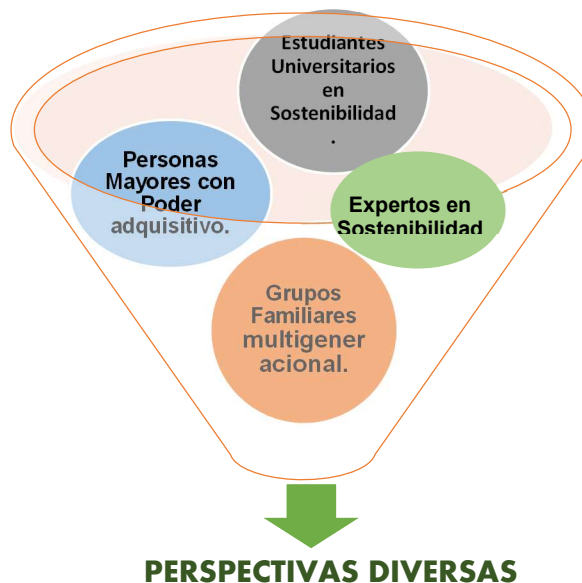 Estudiantes
Universitarios
en
Sostenibilidad
.
Personas
Mayores con
Poder
adquisitivo.
Expertos en
Sostenibilidad
Grupos
Familiares
multigener
acional.
PERSPECTIVAS DIVERSAS